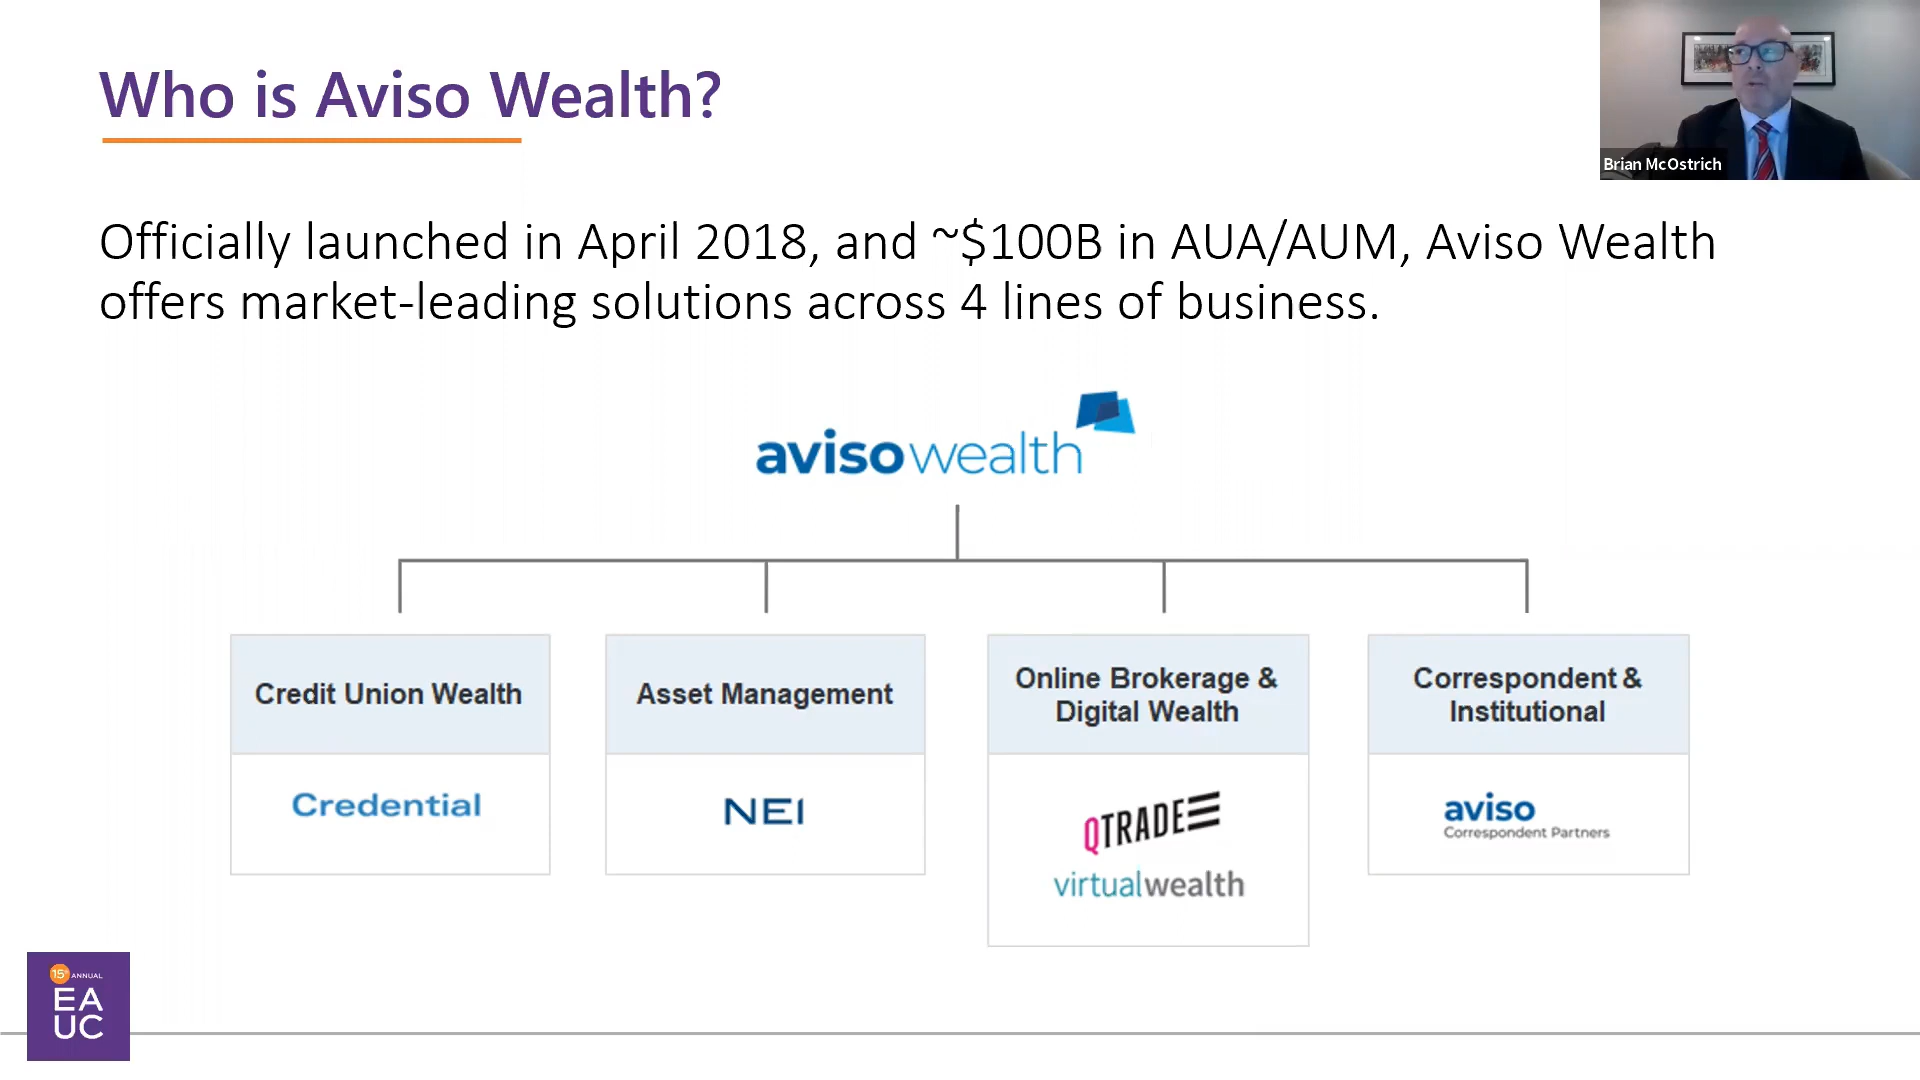 Who is Aviso Wealth?
Brian McOstrich
Officially launched in April 2018, and ~$100B in AUA/AUM, Aviso Wealth
offers market-leading solutions across 4 lines of business.
avisowealth
Credit Union Wealth
Credential
Asset Management
NEI
Online Brokerage &
Digital Wealth
QTRADE
virtualwealth
Correspondent &
Institutional
aviso
Correspondent Partners
15th ANNUAL
EA
UC